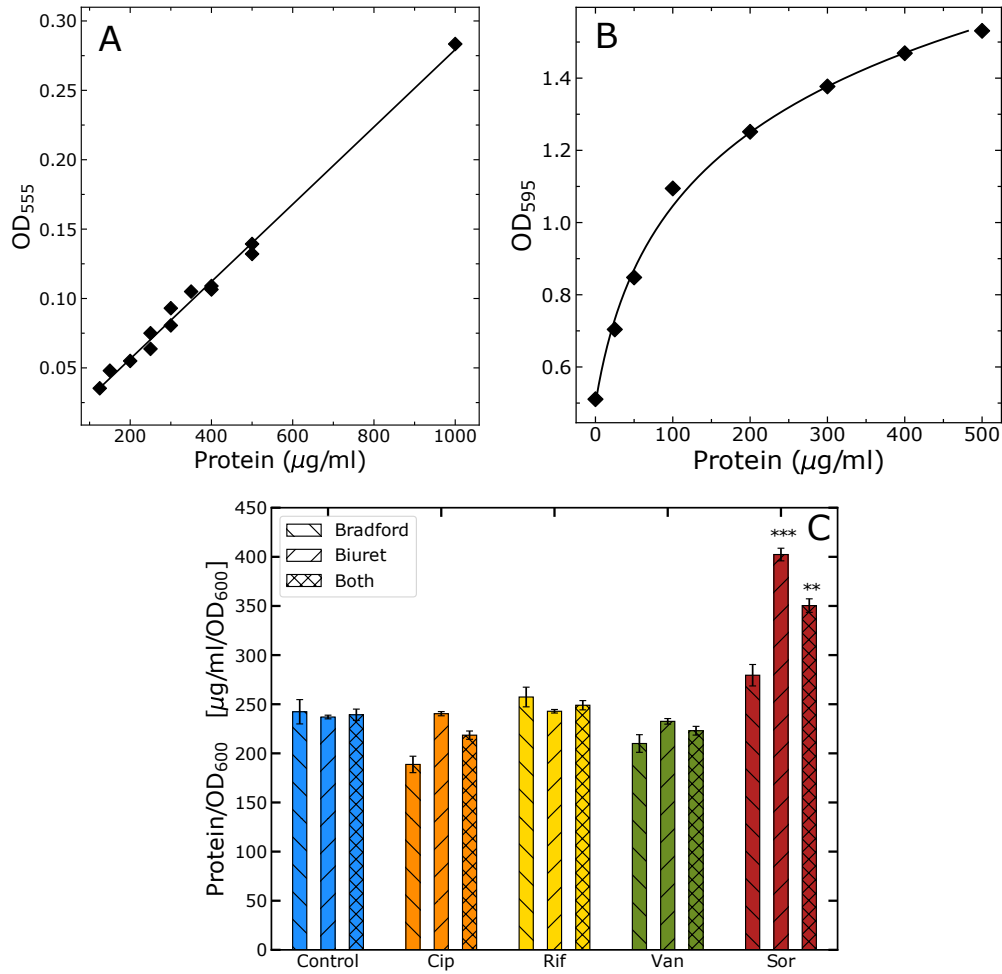 A
OD555
0.30
0.25
0.20
0.15
0.10
0.05
200 400 600 800 1000
Protein (μg/ml)
B
OD595
1.4
1.2
1.0
0.8
0.6
0 100 200 300 400 500
Protein (μg/ml)
C
Protein/OD600 [μg/ml/OD600]
450
400
350
300
250
200
150
100
50
0
Bradford
Biuret
Both
***
**
Control Cip Rif Van Sor